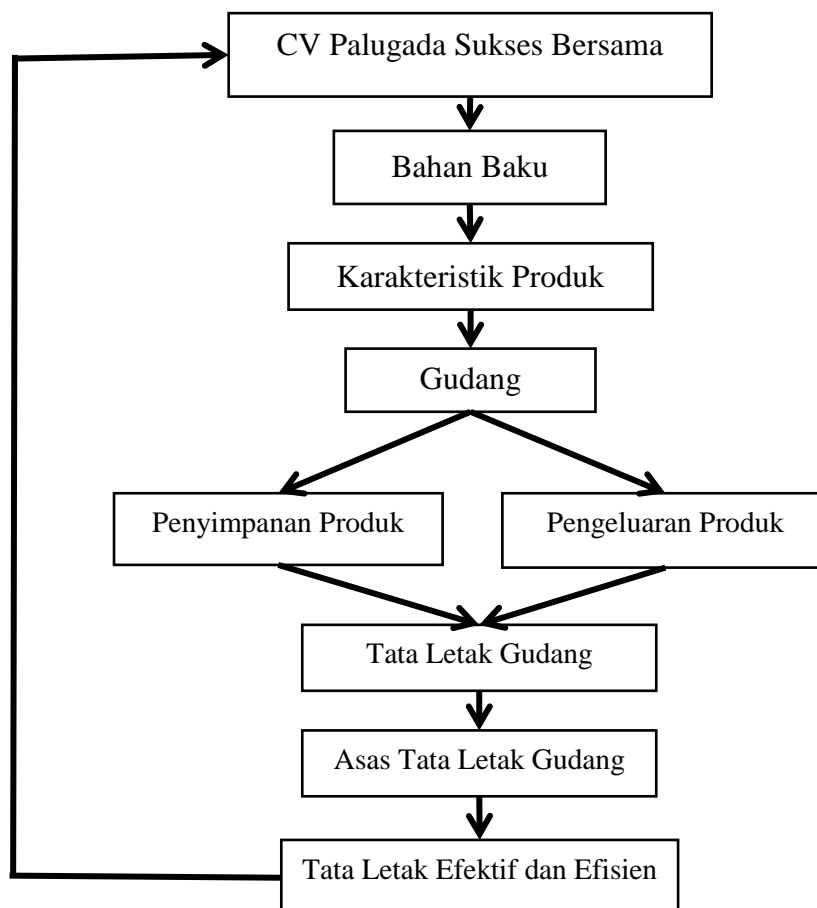 CV Palugada Sukses Bersama
Bahan Baku
Karakteristik Produk
Gudang
Penyimpanan Produk
Pengeluaran Produk
Tata Letak Gudang
Asas Tata Letak Gudang
Tata Letak Efektif dan Efisien